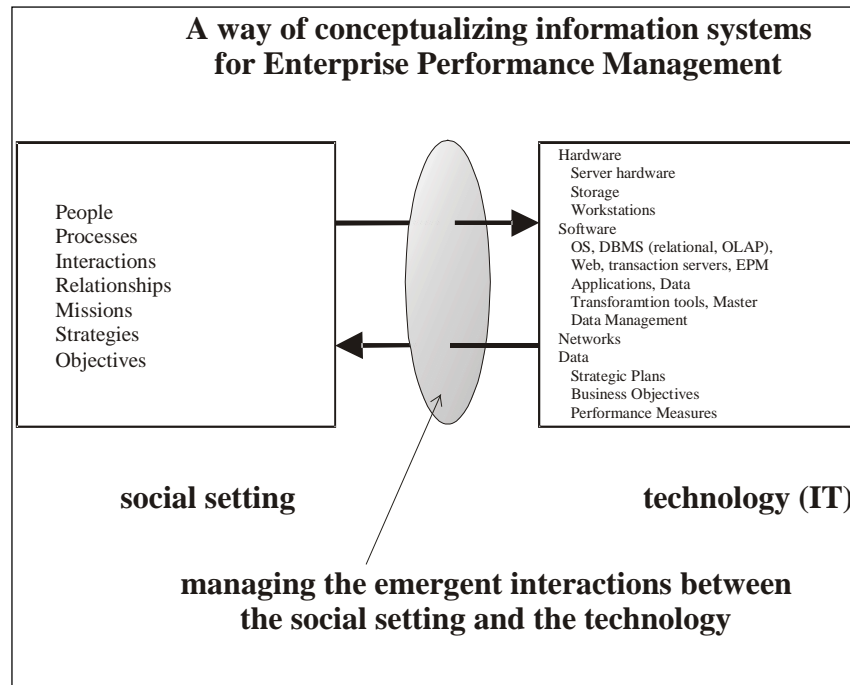 A way of conceptualizing information systems
for Enterprise Performance Management
People
Processes
Interactions
Relationships
Missions
Strategies
Objectives
Hardware
Server hardware
Storage
Workstations
Software
OS, DBMS (relational, OLAP),
Web, transaction servers, EPM
Applications, Data
Transforamtion tools, Master
Data Management
Networks
Data
Strategic Plans
Business Objectives
Performance Measures
social setting
technology (IT)
managing the emergent interactions between
the social setting and the technology